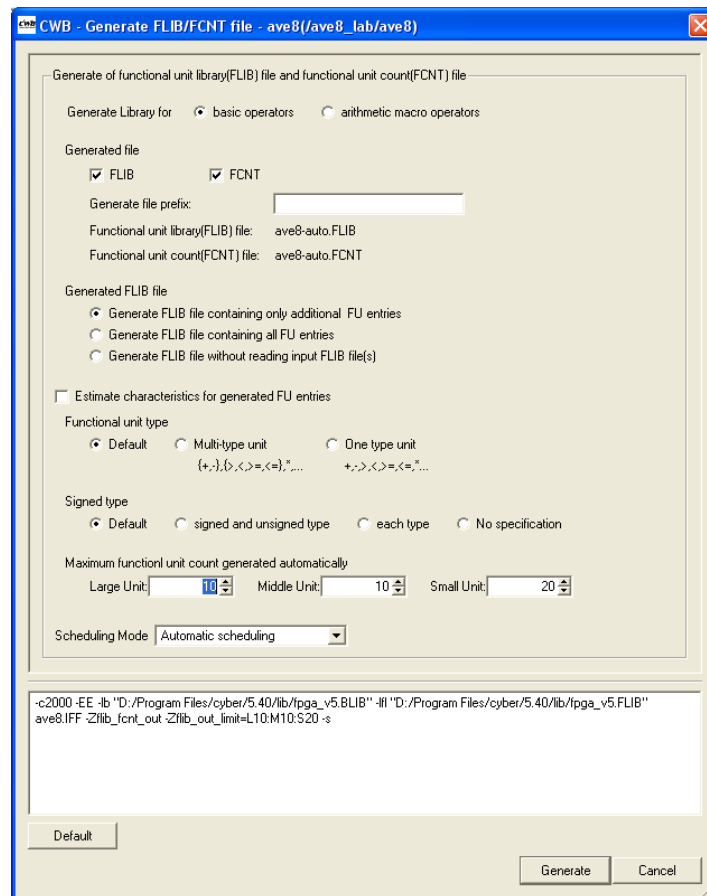 CWB
CWB - Generate FLIB/FCNT file - ave8(/ave8_lab/ave8)
Generate of functional unit library(FLIB) file and functional unit count(FCNT) file
Generate Library for basic operators arithmetic macro operators
Generated file
FLIB FCNT
Generate file prefix:
Functional unit library(FLIB) file: ave8-auto.FLIB
Functional unit count(FCNT) file: ave8-auto.FCNT
Generated FLIB file
Generate FLIB file containing only additional FU entries
Generate FLIB file containing all FU entries
Generate FLIB file without reading input FLIB file(s)
Estimate characteristics for generated FU entries
Functional unit type
Default Multi-type unit One type unit
{+,-},{>,<,>=,<=},*,... +,-,>,<,>=,<=,*...
Signed type
Default signed and unsigned type each type No specification
Maximum functionl unit count generated automatically
Large Unit: 10 Middle Unit: 10 Small Unit: 20
Scheduling Mode Automatic scheduling
-c2000 -EE -lb "D:/Program Files/cyber/5.40/lib/fpga_v5.BLIB" -lfl "D:/Program Files/cyber/5.40/lib/fpga_v5.FLIB"
ave8.IFF -Zflib_fcnt_out -Zflib_out_limit=L10:M10:S20 -s
Default
Generate Cancel